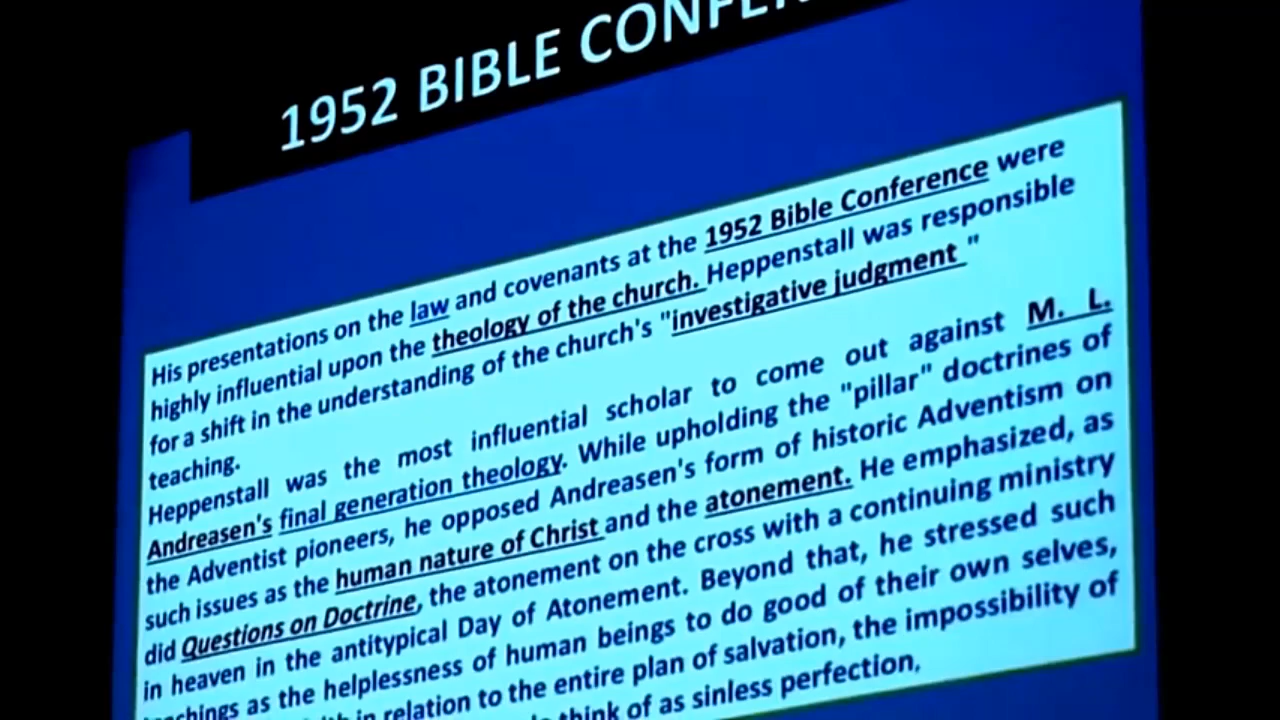 1952 BIBLE
His presentations on the law and covenants at the 1952 Bible Conference were
highly influential upon the theology of the church. Heppenstall was responsible
for a shift in the understanding of the church's "investigative judgment "
teaching.
Heppenstall was the most influential scholar to come out against M. L.
Andreasen's final generation theology. While upholding the "pillar" doctrines of
the Adventist pioneers, he opposed Andreasen's form of historic Adventism on
such issues as the human nature of Christ and the atonement. He emphasized, as
did Questions on Doctrine, the atonement on the cross with a continuing ministry
in heaven in the antitypical Day of Atonement. Beyond that, he stressed such
as the helplessness of human beings to do good of their own selves,
in relation to the entire plan of salvation, the impossibility of
think of as sinless perfection,